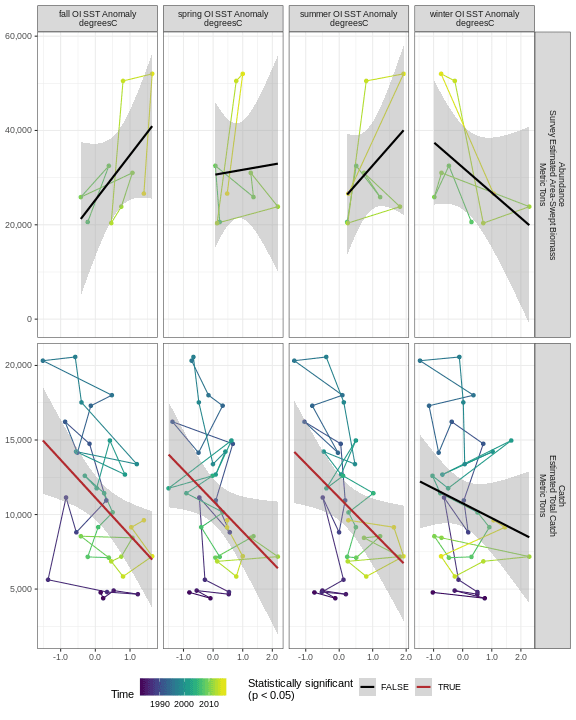 fall OI SST Anomaly
degreesC
spring OI SST Anomaly
degreesC
summer OI SST Anomaly
degreesC
winter OI SST Anomaly
degreesC
60,000
40,000
20,000
0
Abundance
Survey Estimated Area-Swept Biomass
Metric Tons
20,000
15,000
10,000
5,000
Catch
Estimated Total Catch
Metric Tons
-1.0 0.0 1.0
-1.0 0.0 1.0 2.0
-1.0 0.0 1.0 2.0
-1.0 0.0 1.0 2.0
Time
1990 2000 2010
Statistically significant
(p < 0.05)
FALSE
TRUE